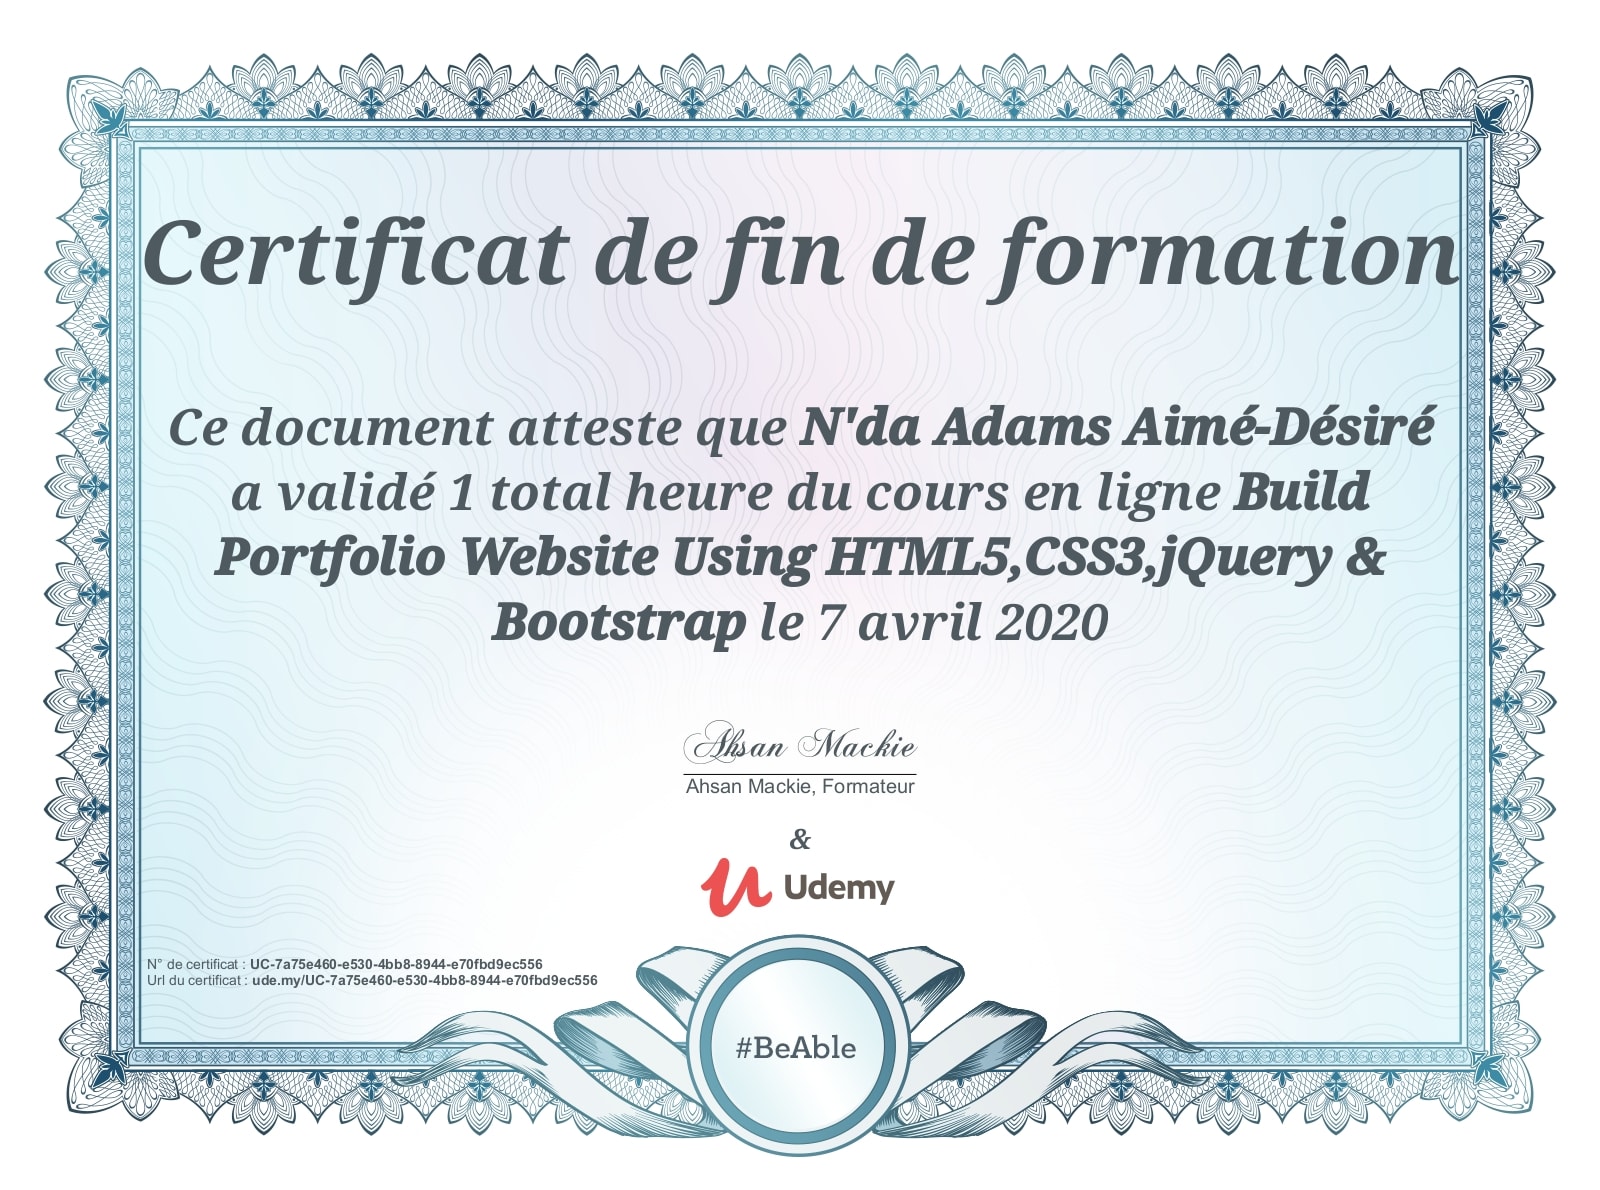 Certificat de fin de formation
Ce document atteste que N'da Adams Aimé-Désiré
a validé 1 total heure du cours en ligne Build
Portfolio Website Using HTML5,CSS3,jQuery &
Bootstrap le 7 avril 2020
Ahsan Mackie
Ahsan Mackie, Formateur
&
Udemy
N° de certificat : UC-7a75e460-e530-4bb8-8944-e70fbd9ec556
Url du certificat : ude.my/UC-7a75e460-e530-4bb8-8944-e70fbd9ec556
#BeAble